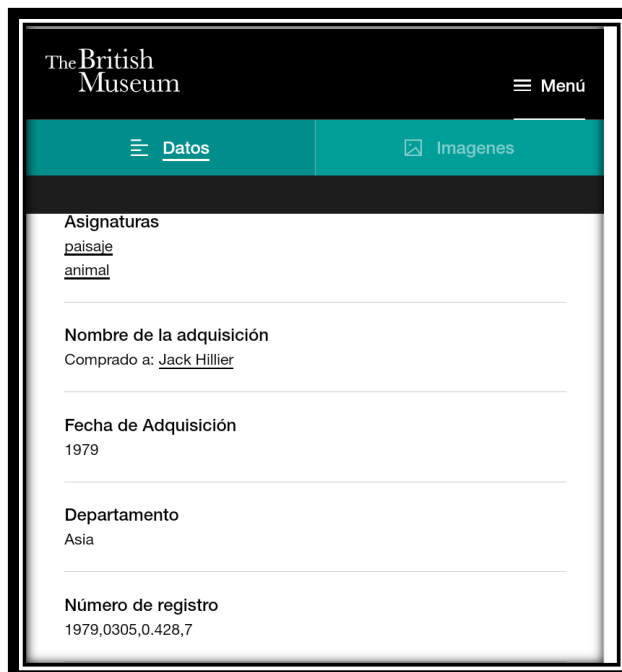 The British
Museum
Menú
Datos
Imagenes
Asignaturas
paisaje
animal
Nombre de la adquisición
Comprado a: Jack Hillier
Fecha de Adquisición
1979
Departamento
Asia
Número de registro
1979,0305,0.428,7